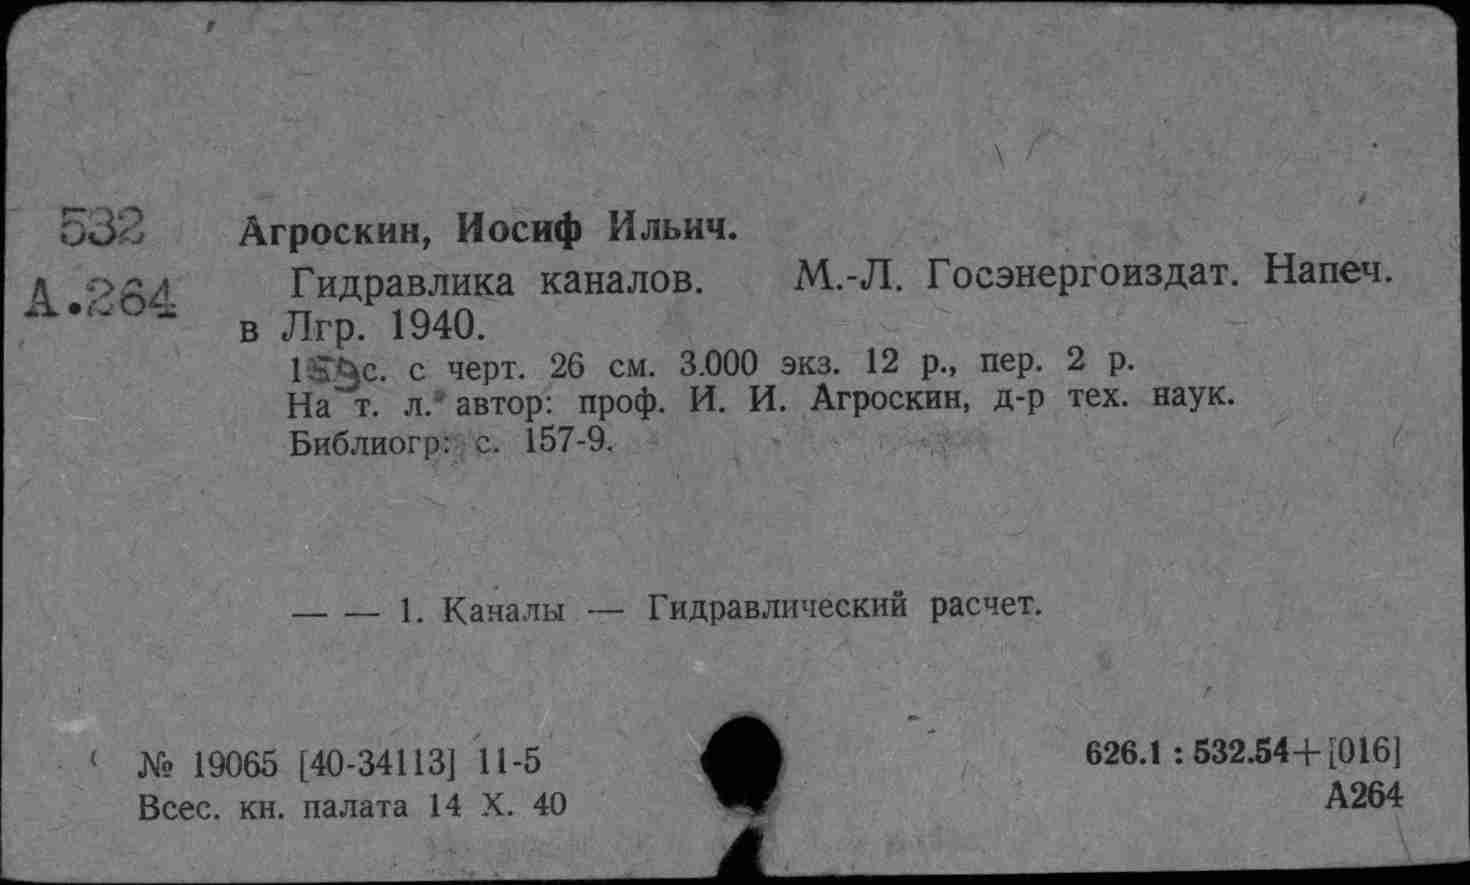 532
А.264
Агроскин, Иосиф Ильич.
Гидравлика каналов. М.-Л. Госэнергоиздат. Напеч.
в Лгр. 1940.
с. с черт. 26 см. 3.000 экз. 12 р., пер. 2 р.
На т. л. автор: проф. И. И. Агроскин, д-р тех. наук.
Библиогр: с. 157-9.
— — 1. Каналы — Гидравлический расчет.
№ 19065 [40-34113] 11-5
Всес. кн. палата 14 X. 40
626.1 : 532.54+[016]
А264